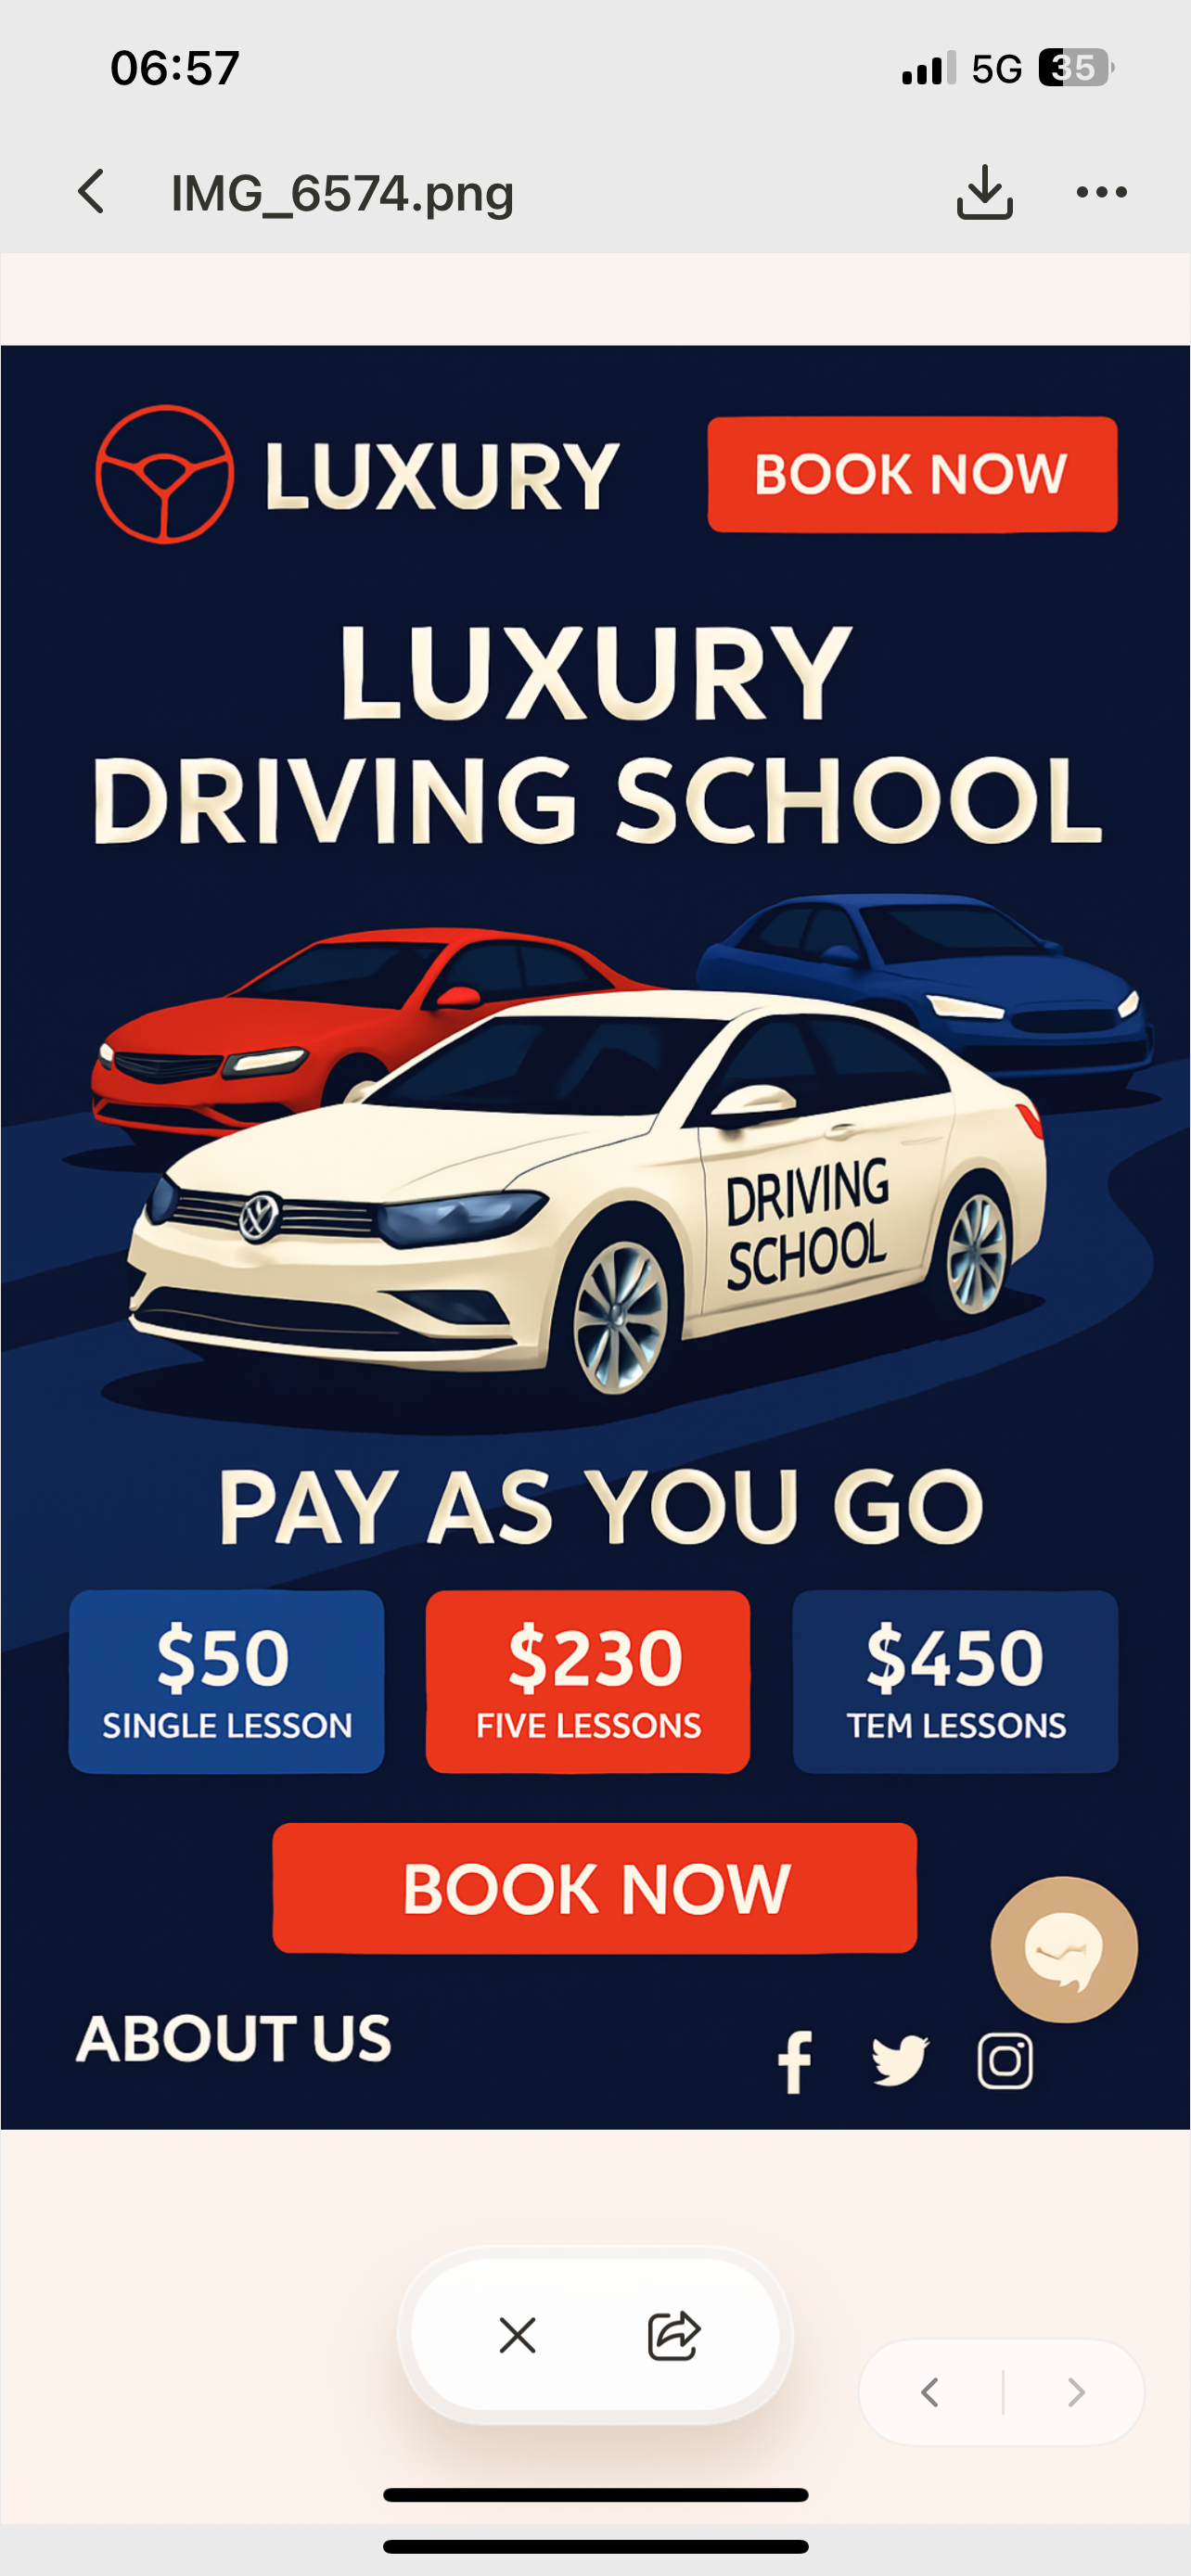 06:57
5G 35
IMG_6574.png
LUXURY
BOOK NOW
LUXURY
DRIVING SCHOOL
DRIVING
SCHOOL
PAY AS YOU GO
$50
SINGLE LESSON
$230
FIVE LESSONS
$450
TEM LESSONS
BOOK NOW
ABOUT US